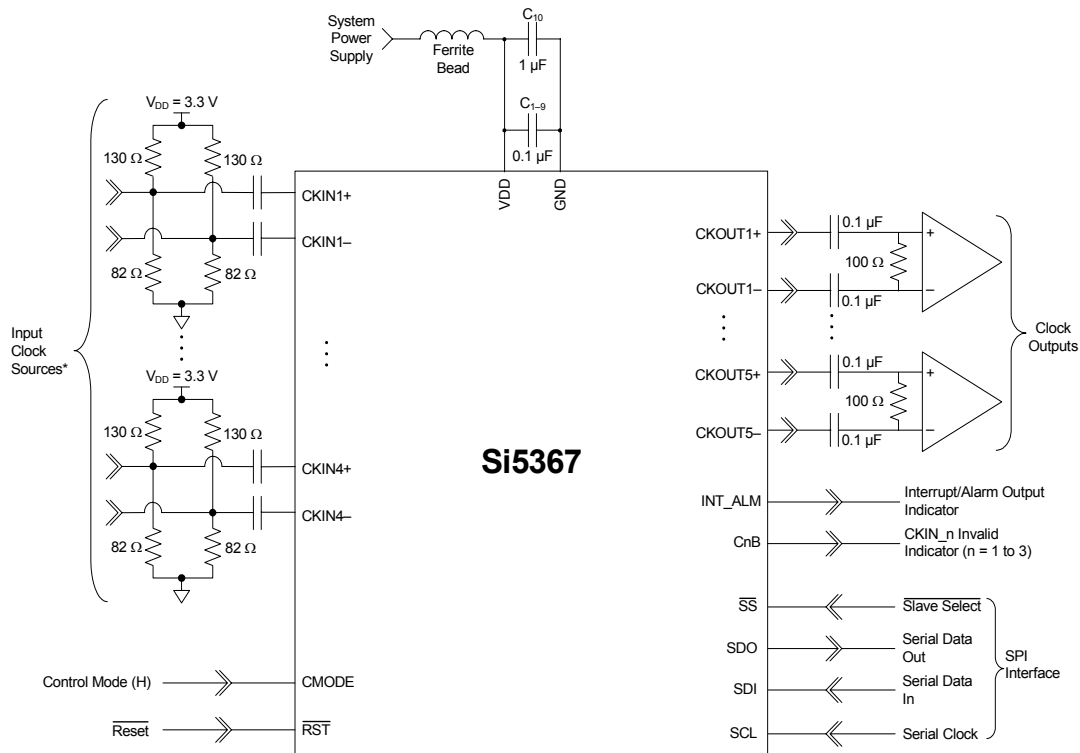 System
Power
Supply
Ferrite
Bead
C10
1 µF
C1–9
0.1 µF
VDD
GND
VDD = 3.3 V
130 Ω
130 Ω
CKIN1+
CKIN1–
82 Ω
82 Ω
Input
Clock
Sources*
VDD = 3.3 V
130 Ω
130 Ω
CKIN4+
CKIN4–
82 Ω
82 Ω
Control Mode (H)
CMODE
Reset
RST
Si5367
CKOUT1+
0.1 µF
+
100 Ω
CKOUT1–
–
0.1 µF
CKOUT5+
0.1 µF
+
100 Ω
CKOUT5–
–
0.1 µF
Clock
Outputs
INT_ALM
Interrupt/Alarm Output
Indicator
CnB
CKIN_n Invalid
Indicator (n = 1 to 3)
SS
Slave Select
SDO
Serial Data
Out
SDI
Serial Data
In
SCL
Serial Clock
SPI
Interface